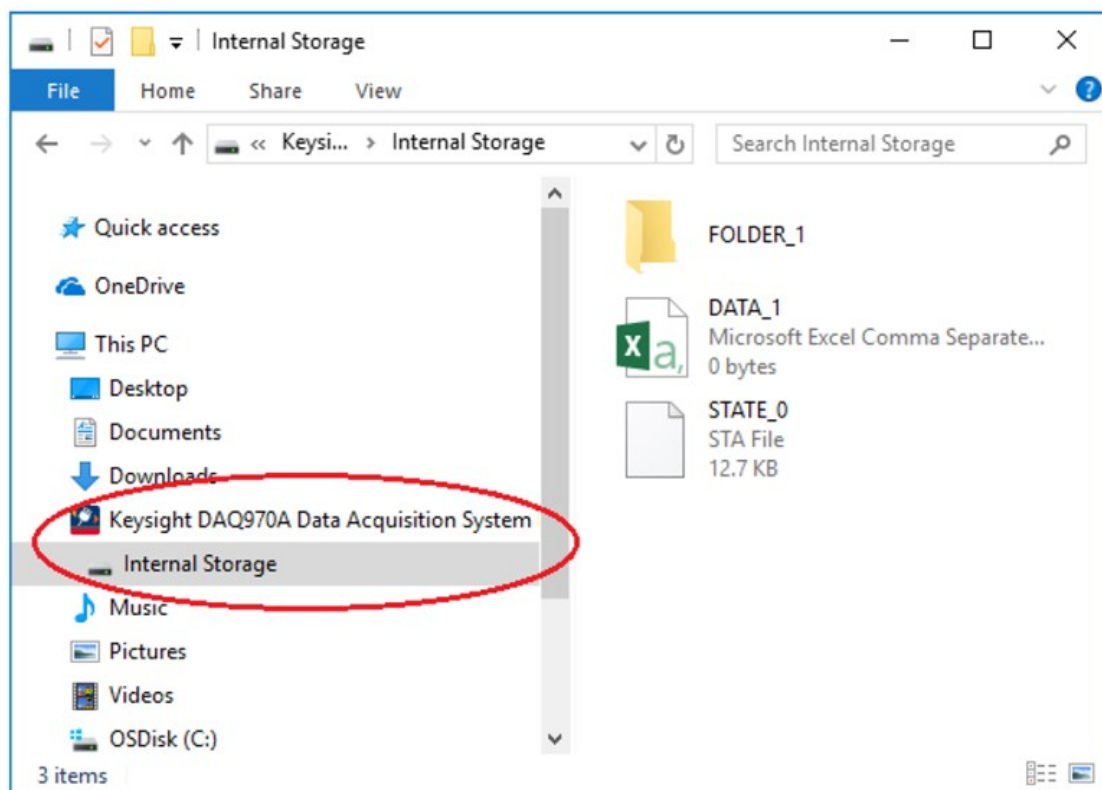 Internal Storage
File Home Share View
« Keysi... > Internal Storage
Search Internal Storage
Quick access
OneDrive
This PC
Desktop
Documents
Downloads
Keysight DAQ970A Data Acquisition System
Internal Storage
Music
Pictures
Videos
OSDisk (C:)
FOLDER_1
DATA_1
Microsoft Excel Comma Separate...
0 bytes
STATE_0
STA File
12.7 KB
3 items